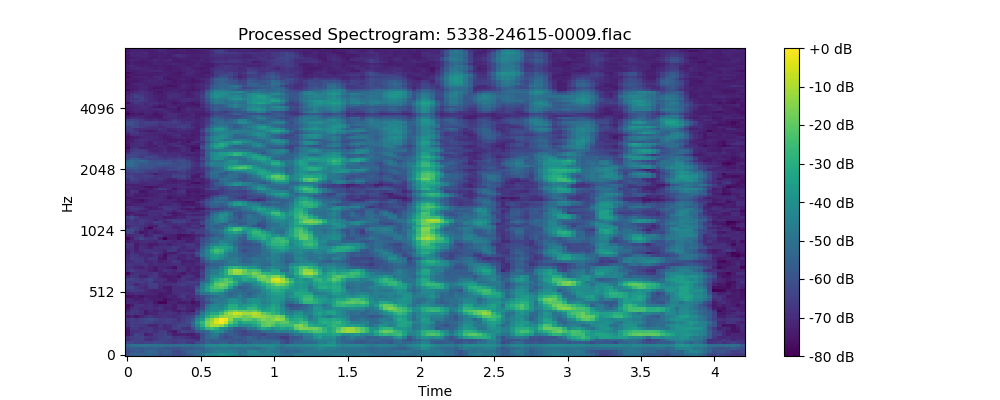 Processed Spectrogram: 5338-24615-0009.flac
Hz
4096
2048
1024
512
0
0 0.5 1 1.5 2 2.5 3 3.5 4
Time
+0 dB
-10 dB
-20 dB
-30 dB
-40 dB
-50 dB
-60 dB
-70 dB
-80 dB